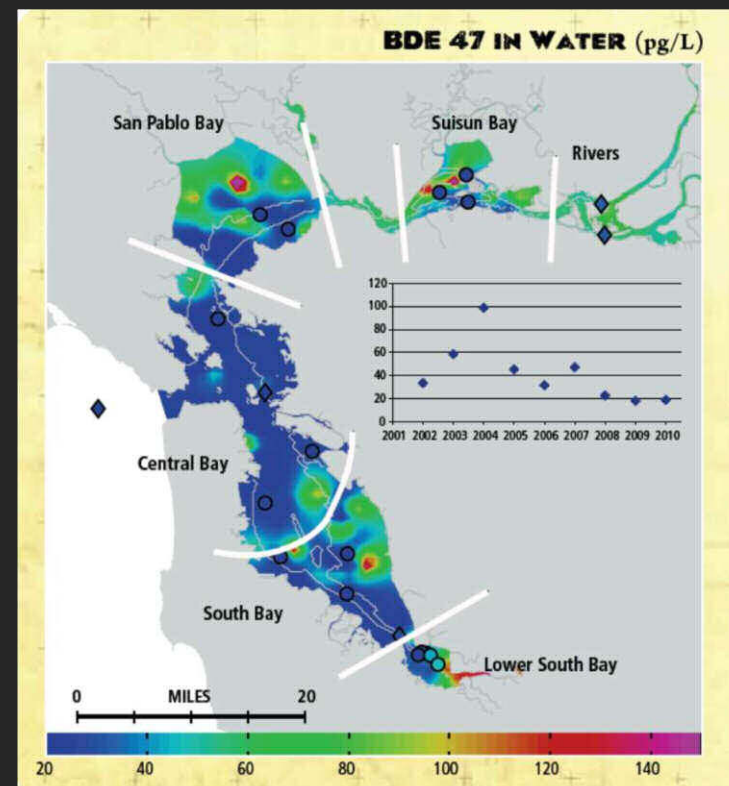 BDE 47 IN WATER (pg/L)
San Pablo Bay
Suisun Bay
Rivers
120
100
80
60
40
20
0
2001 2002 2003 2004 2005 2006 2007 2008 2009 2010
Central Bay
South Bay
Lower South Bay
0 MILES 20
20 40 60 80 100 120 140